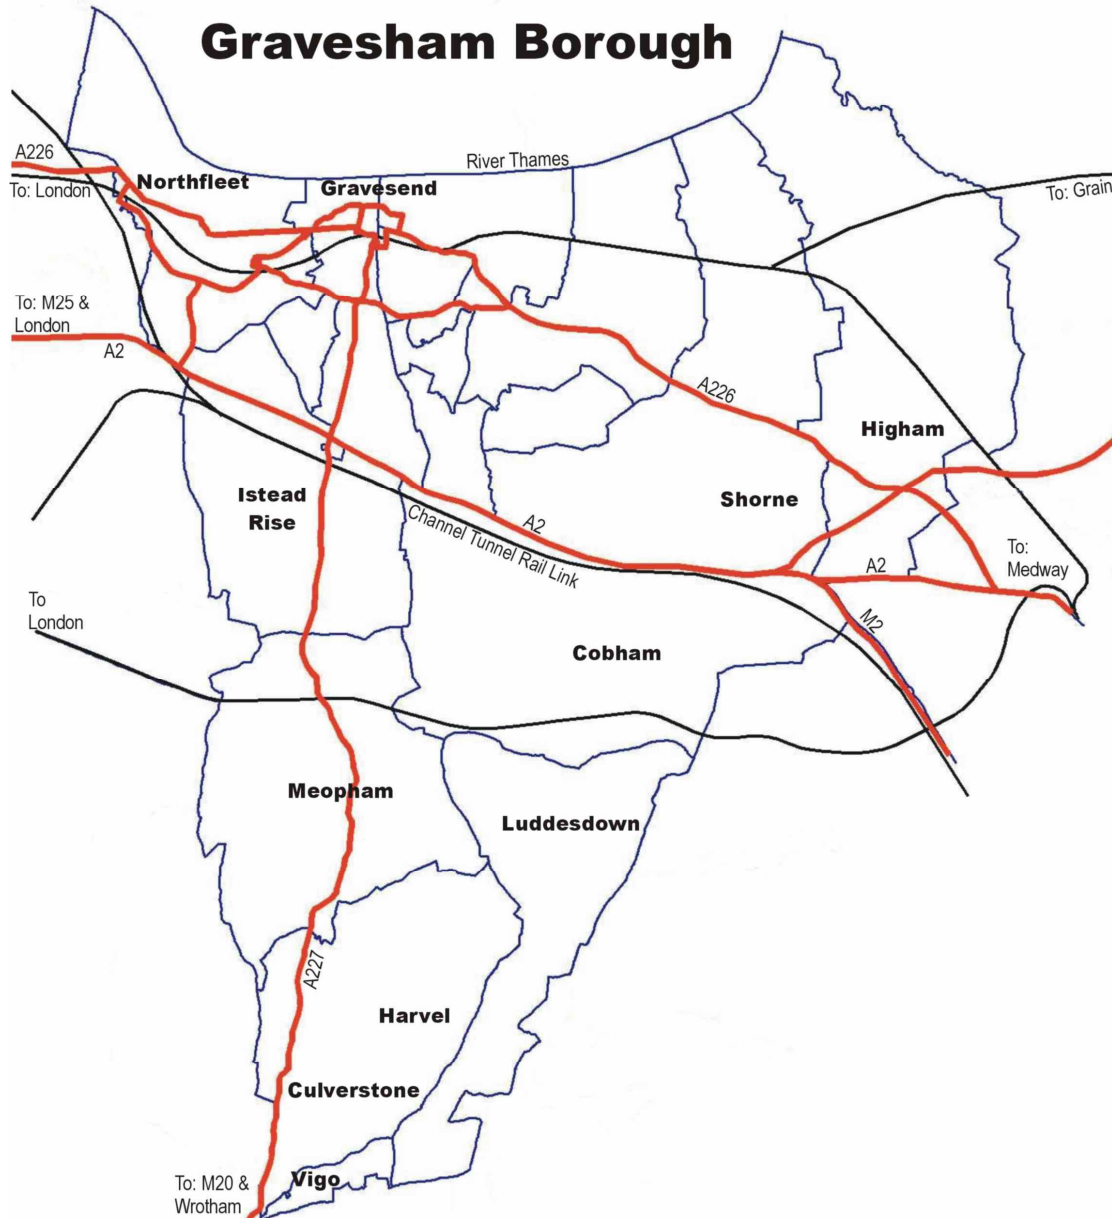 Gravesham Borough
A226
River Thames
Northfleet
Gravesend
To: London
To: Grain
To: M25 &
London
A2
A226
Higham
Istead
Rise
Shorne
Channel Tunnel Rail Link
A2
To:
Medway
A2
To
London
M2
Cobham
Meopham
Luddesdown
A227
Harvel
Culverstone
Vigo
To: M20 &
Wrotham